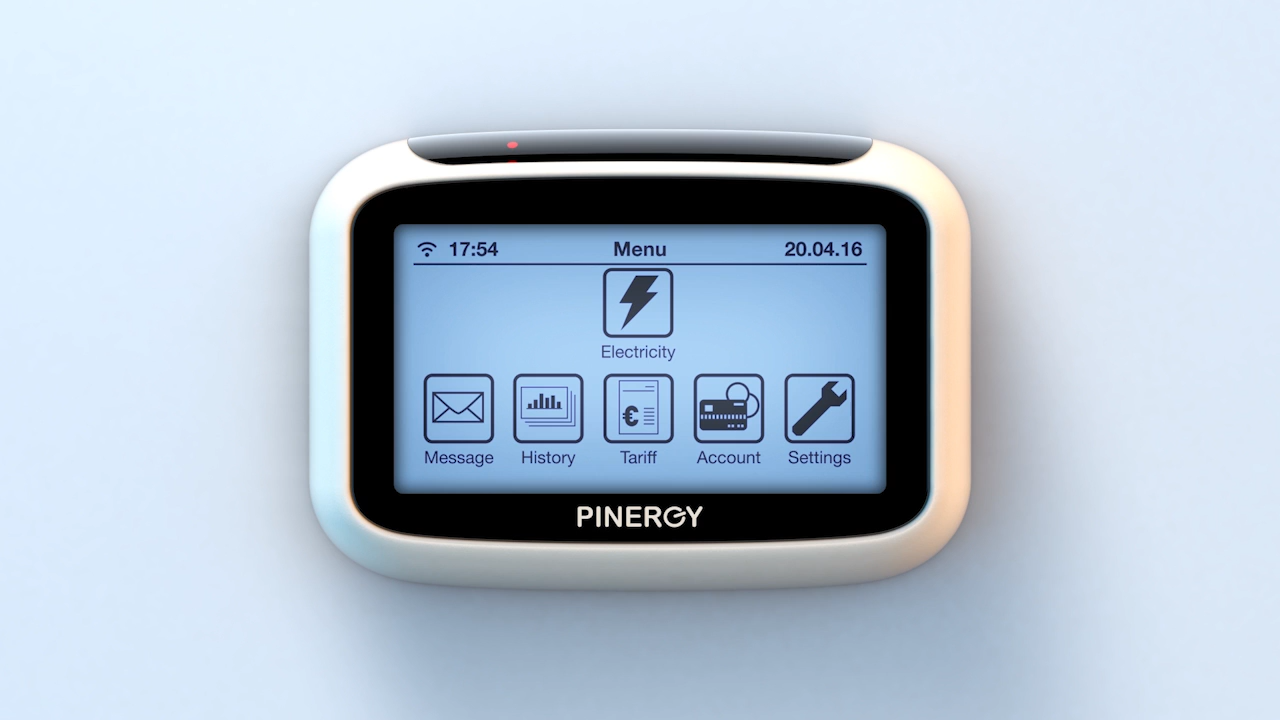 17:54 Menu 20.04.16
Electricity
€
Message History Tariff Account Settings
PINERGY